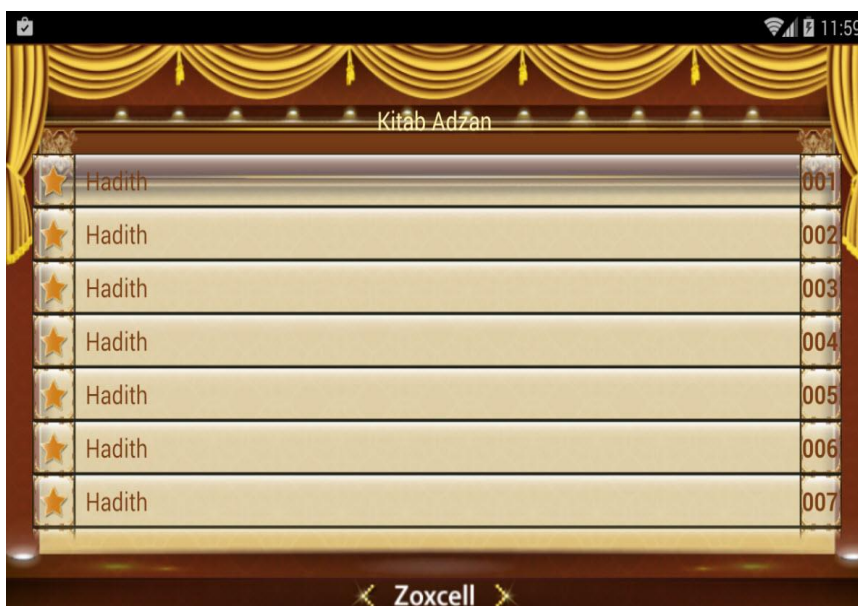 11:59
Kitab Adzan
Hadith 001
Hadith 002
Hadith 003
Hadith 004
Hadith 005
Hadith 006
Hadith 007
Zoxcell